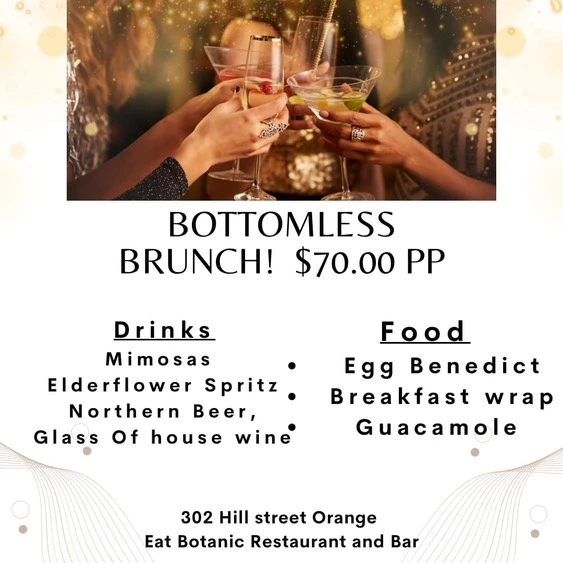 BOTTOMLESS
BRUNCH! $70.00 PP
Drinks
Mimosas
Elderflower Spritz
Northern Beer,
Glass Of house wine
Food
• Egg Benedict
• Breakfast wrap
• Guacamole
302 Hill street Orange
Eat Botanic Restaurant and Bar